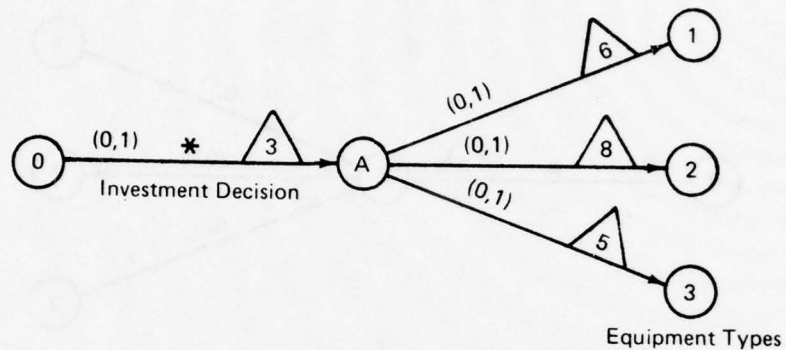 1
6
(0,1)
(0,1) * 3
0
A
(0,1)
8
2
Investment Decision
(0,1)
5
3
Equipment Types